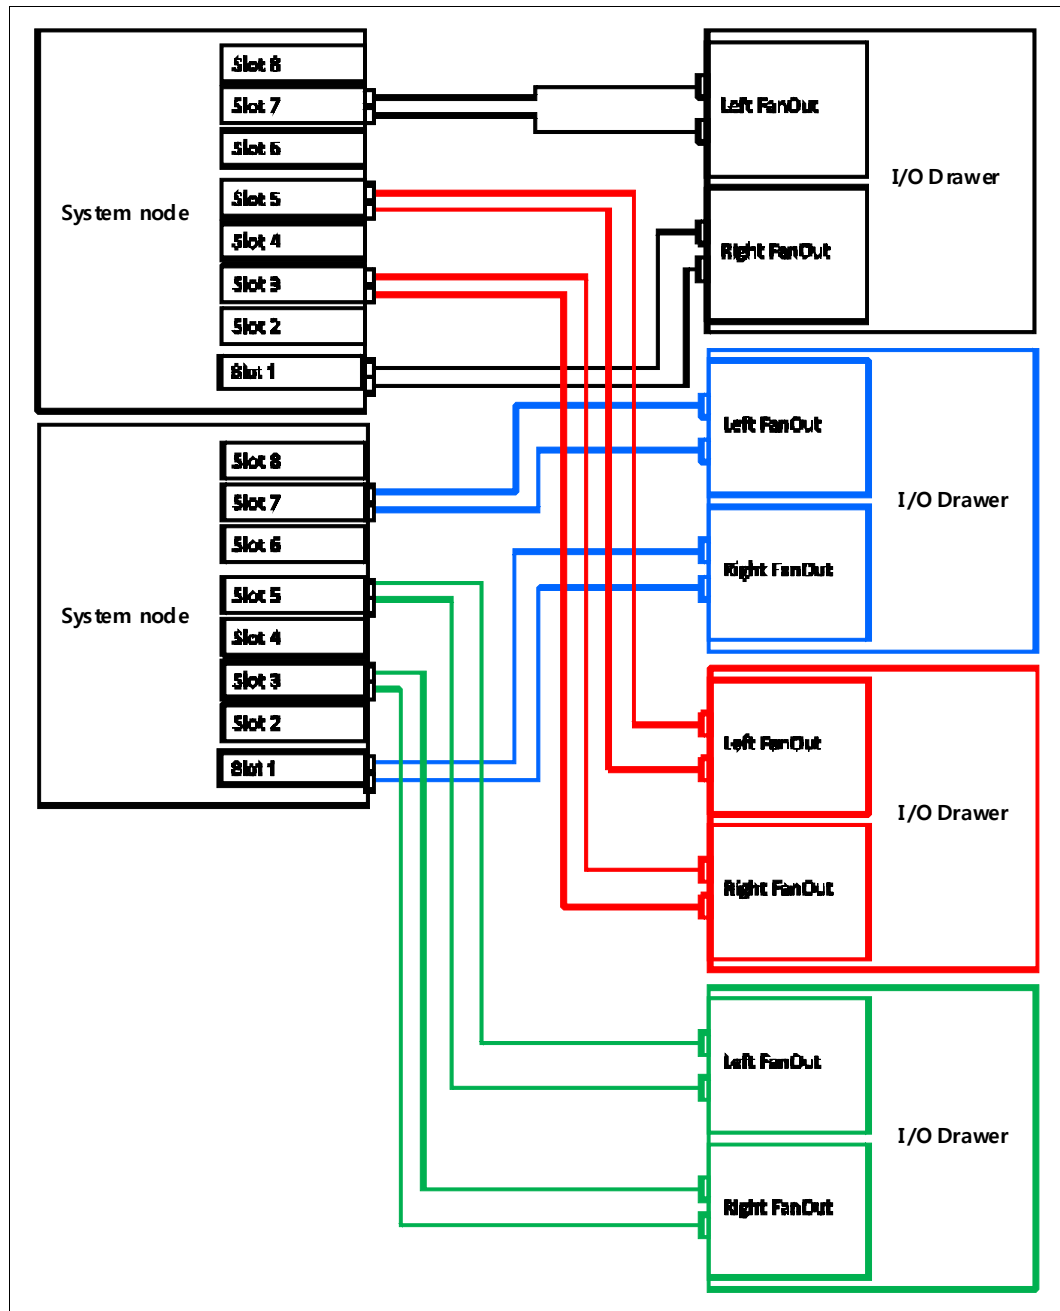 Slot 8
Slot 7
Slot 6
Slot 5
System node
Slot 4
Slot 3
Slot 2
Slot 1
Left FanOut
I/O Drawer
Right FanOut
Slot 8
Slot 7
Slot 6
Slot 5
System node
Slot 4
Slot 3
Slot 2
Slot 1
Left FanOut
I/O Drawer
Right FanOut
Left FanOut
I/O Drawer
Right FanOut
Left FanOut
I/O Drawer
Right FanOut